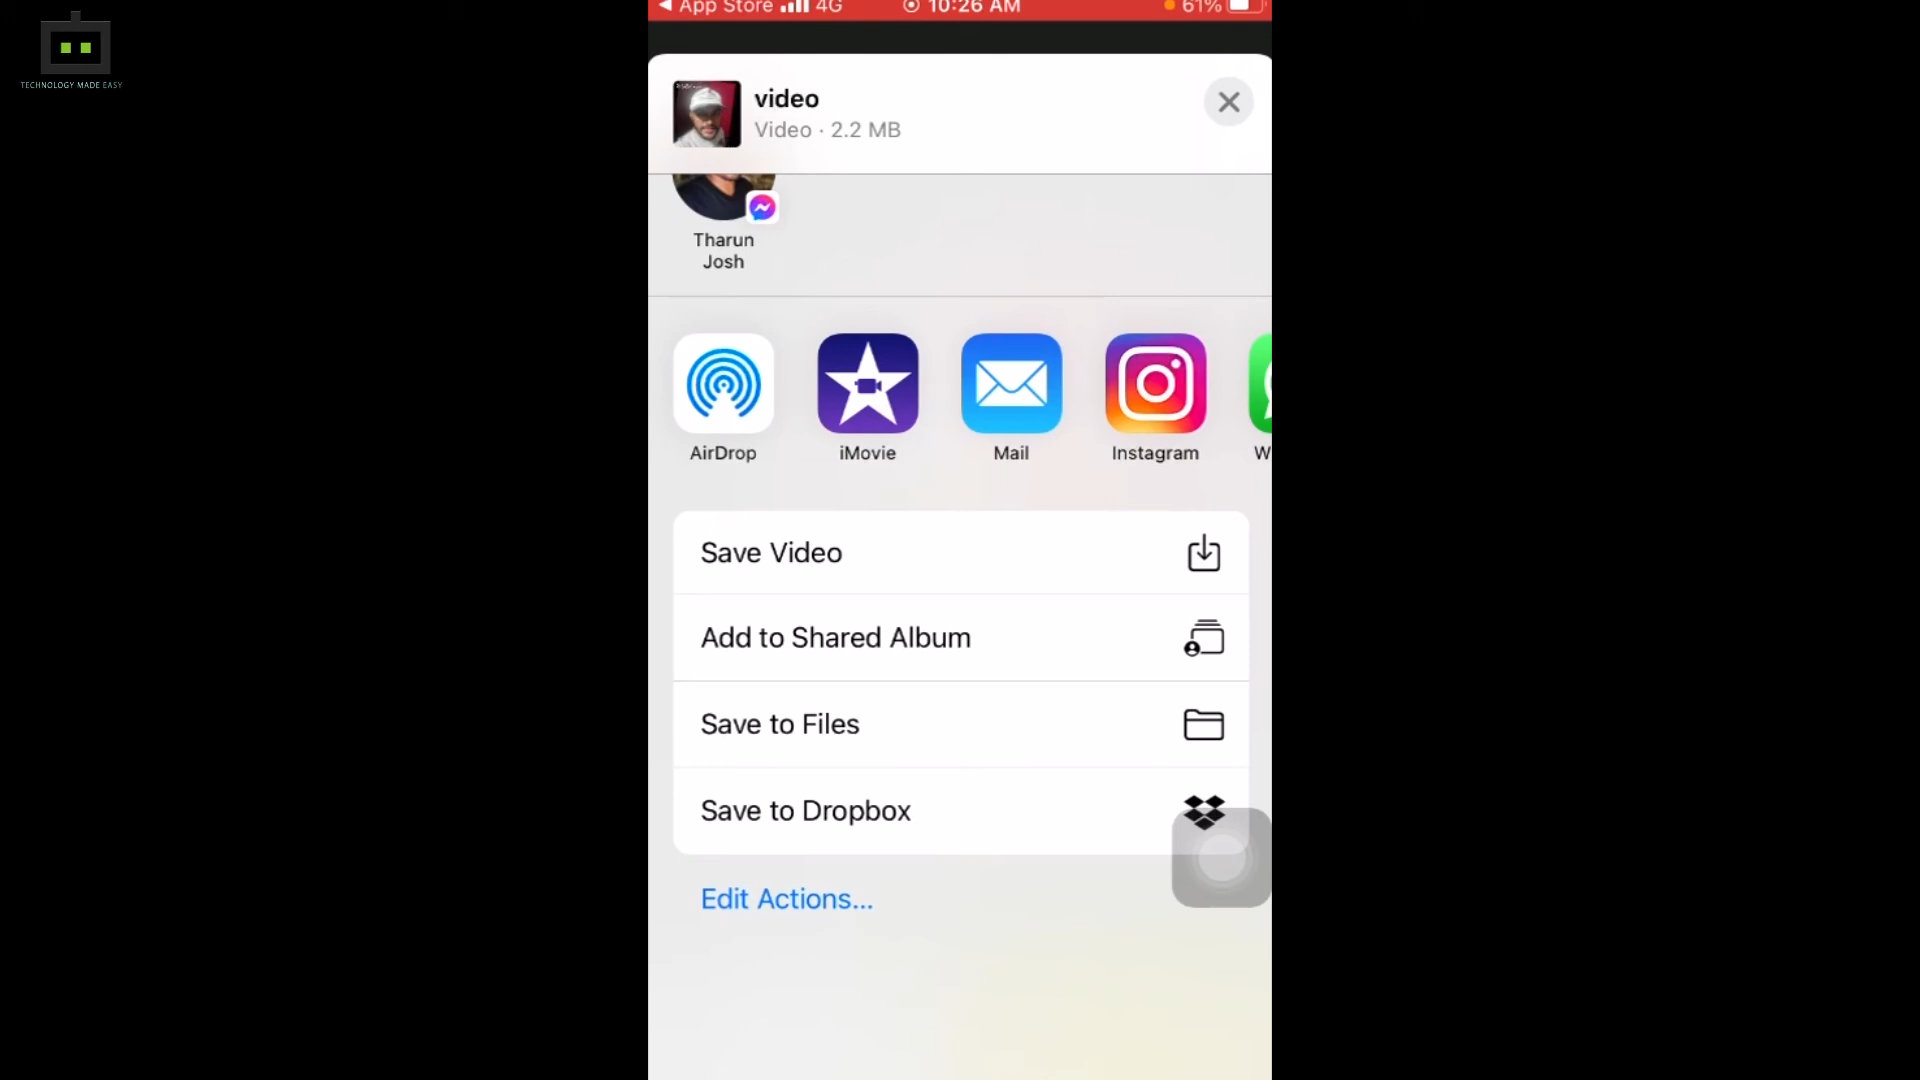 App Store 4G 10:26 AM 61%
TECHNOLOGY MADE EASY
video
Video · 2.2 MB
Tharun
Josh
AirDrop iMovie Mail Instagram W
Save Video
Add to Shared Album
Save to Files
Save to Dropbox
Edit Actions...